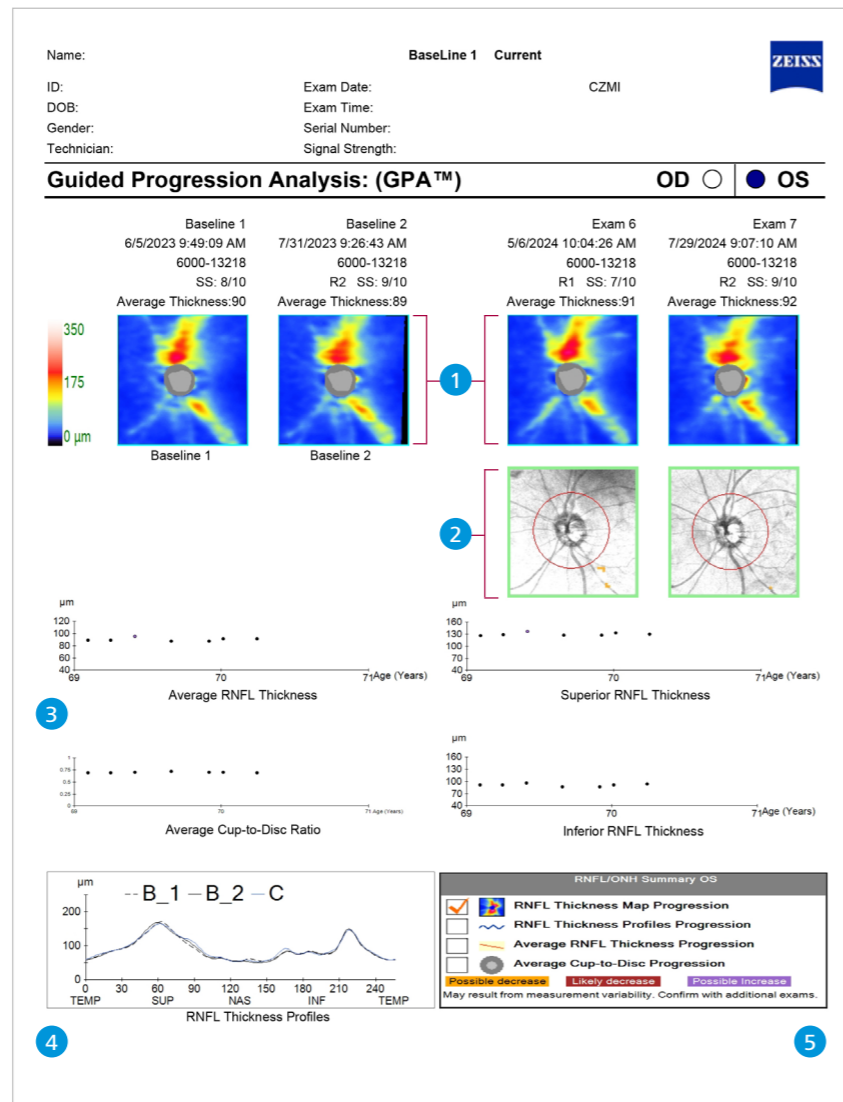 Name:
BaseLine 1 Current
ZEISS
ID:
Exam Date:
CZMI
DOB:
Exam Time:
Gender:
Serial Number:
Technician:
Signal Strength:
Guided Progression Analysis: (GPA™)
OD OS
Baseline 1
6/5/2023 9:49:09 AM
6000-13218
SS: 8/10
Average Thickness:90
Baseline 2
7/31/2023 9:26:43 AM
6000-13218
R2 SS: 9/10
Average Thickness:89
Exam 6
5/6/2024 10:04:26 AM
6000-13218
R1 SS: 7/10
Average Thickness:91
Exam 7
7/29/2024 9:07:10 AM
6000-13218
R2 SS: 9/10
Average Thickness:92
350
175
0 µm
1
Baseline 1
Baseline 2
2
µm
120
100
80
60
40
69 70 71 Age (Years)
Average RNFL Thickness
µm
160
130
100
70
40
69 70 71 Age (Years)
Superior RNFL Thickness
3
1
0.75
0.5
0.25
0
69 70 71 Age (Years)
Average Cup-to-Disc Ratio
µm
160
130
100
70
40
69 70 71 Age (Years)
Inferior RNFL Thickness
µm
B_1 B_2 C
200
100
0
0 30 60 90 120 150 180 210 240
TEMP SUP NAS INF TEMP
RNFL Thickness Profiles
4
RNFL/ONH Summary OS
RNFL Thickness Map Progression
RNFL Thickness Profiles Progression
Average RNFL Thickness Progression
Average Cup-to-Disc Progression
Possible decrease Likely decrease Possible Increase
May result from measurement variability. Confirm with additional exams.
5